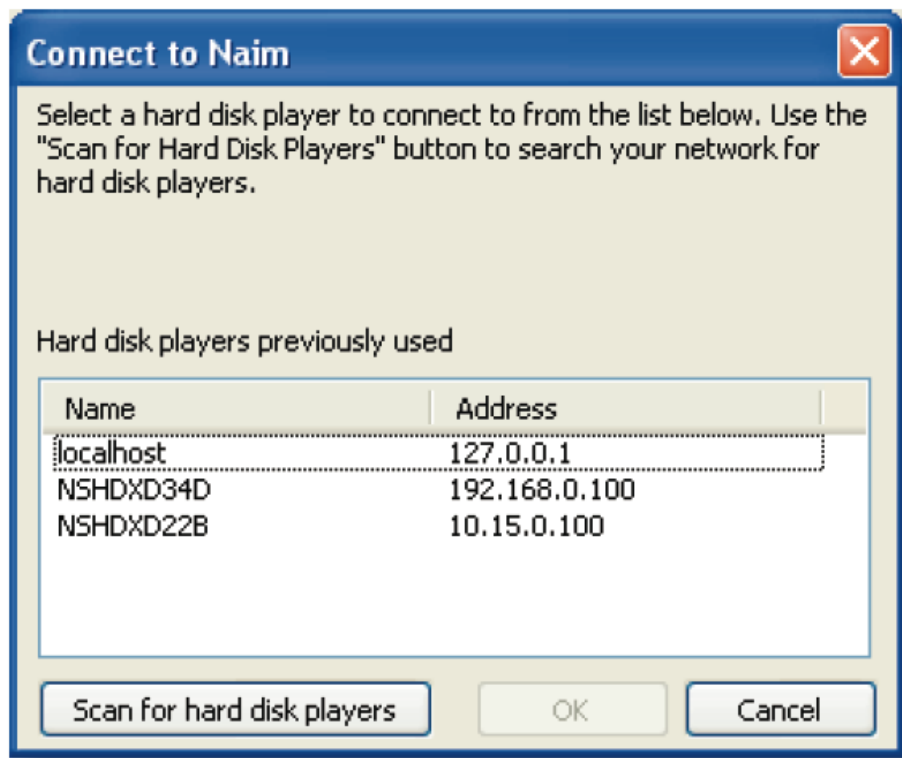 Connect to Naim
Select a hard disk player to connect to from the list below. Use the
"Scan for Hard Disk Players" button to search your network for
hard disk players.
Hard disk players previously used
Name Address
localhost 127.0.0.1
NSHDXD34D 192.168.0.100
NSHDXD22B 10.15.0.100
Scan for hard disk players OK Cancel